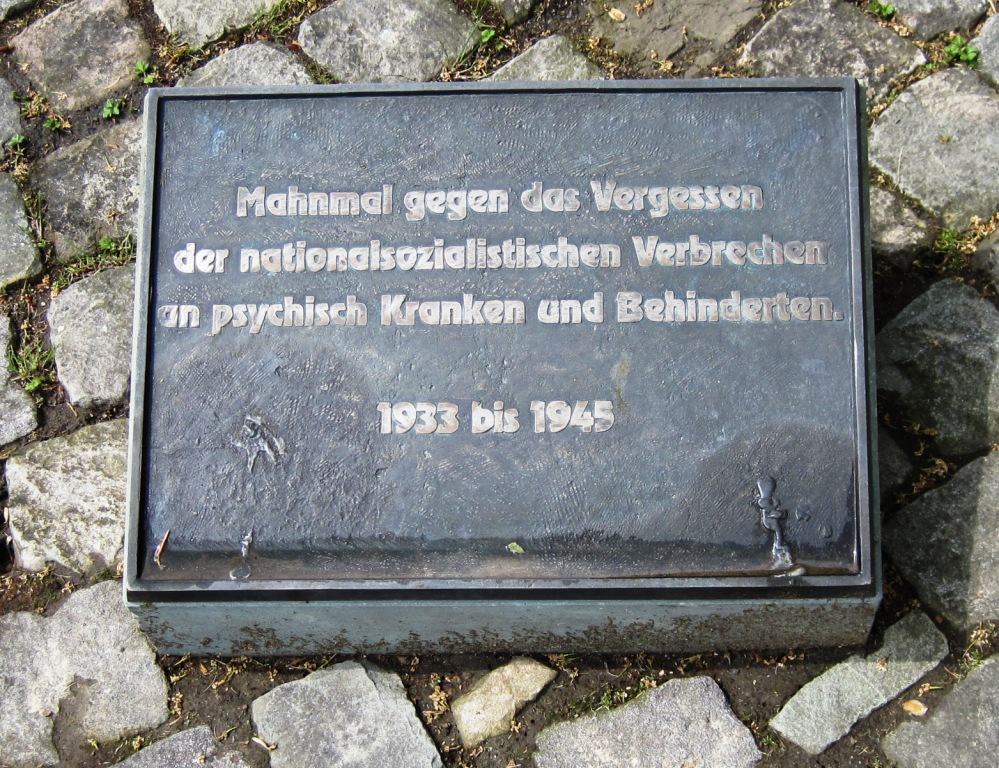 Mahnmal gegen das Vergessen
der nationalsozialistischen Verbrechen
an psychisch Kranken und Behinderten.
1933 bis 1945